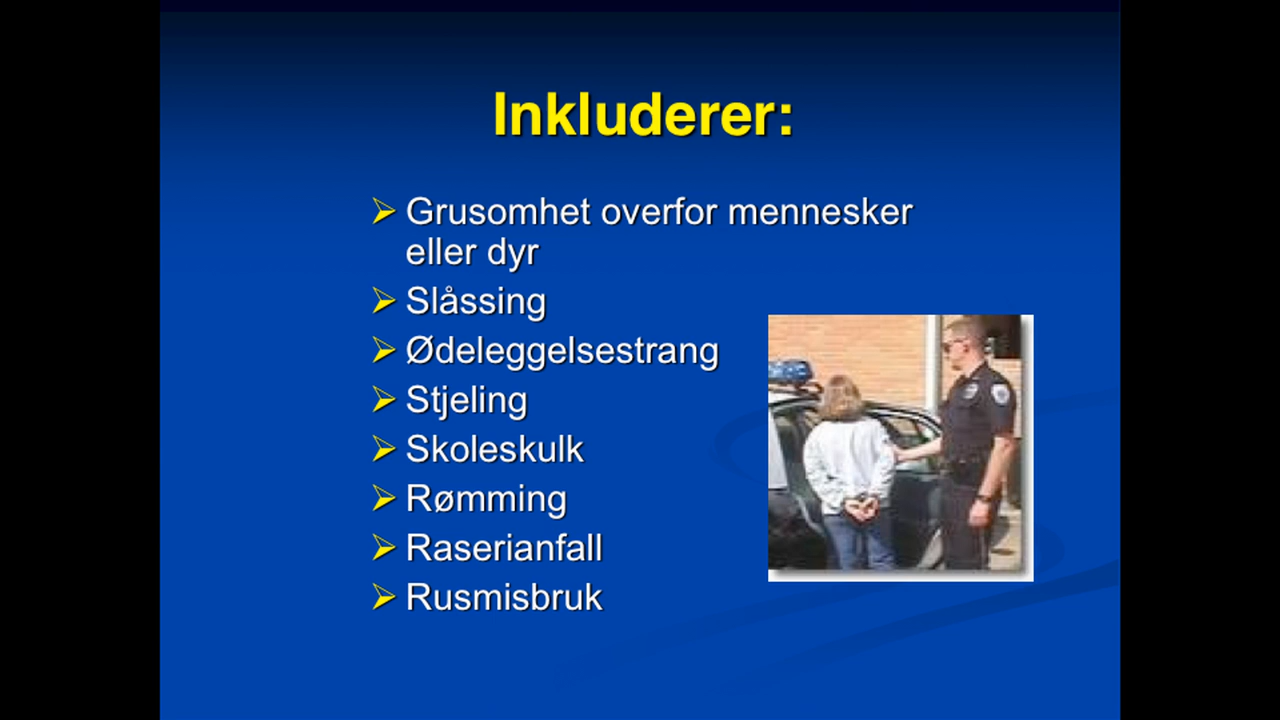 Inkluderer:
Grusomhet overfor mennesker
eller dyr
Slåssing
Ødeleggelsestrang
Stjeling
Skoleskulk
Rømming
Raserianfall
Rusmisbruk